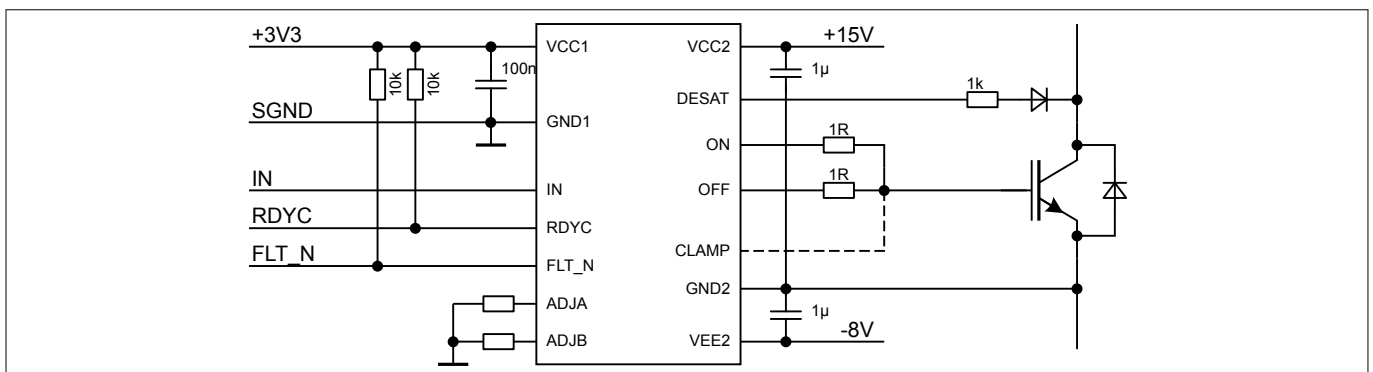 +3V3
VCC1
VCC2
+15V
10k
10k
100n
1µ
DESAT
1k
SGND
GND1
ON
1R
IN
IN
OFF
1R
RDYC
RDYC
CLAMP
FLT_N
FLT_N
GND2
ADJA
1µ
ADJB
VEE2
-8V